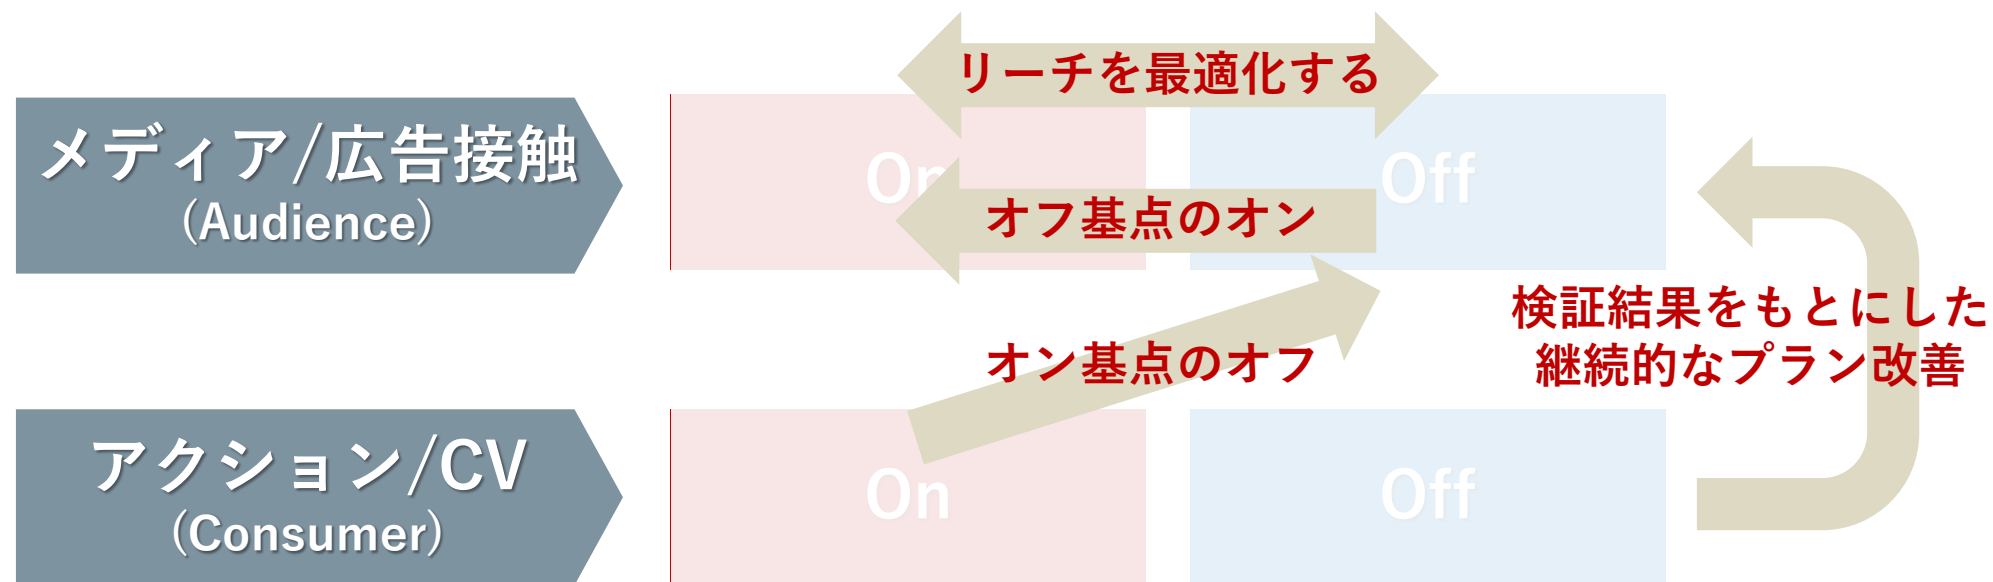 リーチを最適化する
メディア/広告接触
(Audience)
On
Off
オフ基点のオン
検証結果をもとにした
継続的なプラン改善
オン基点のオフ
アクション/CV
(Consumer)
On
Off